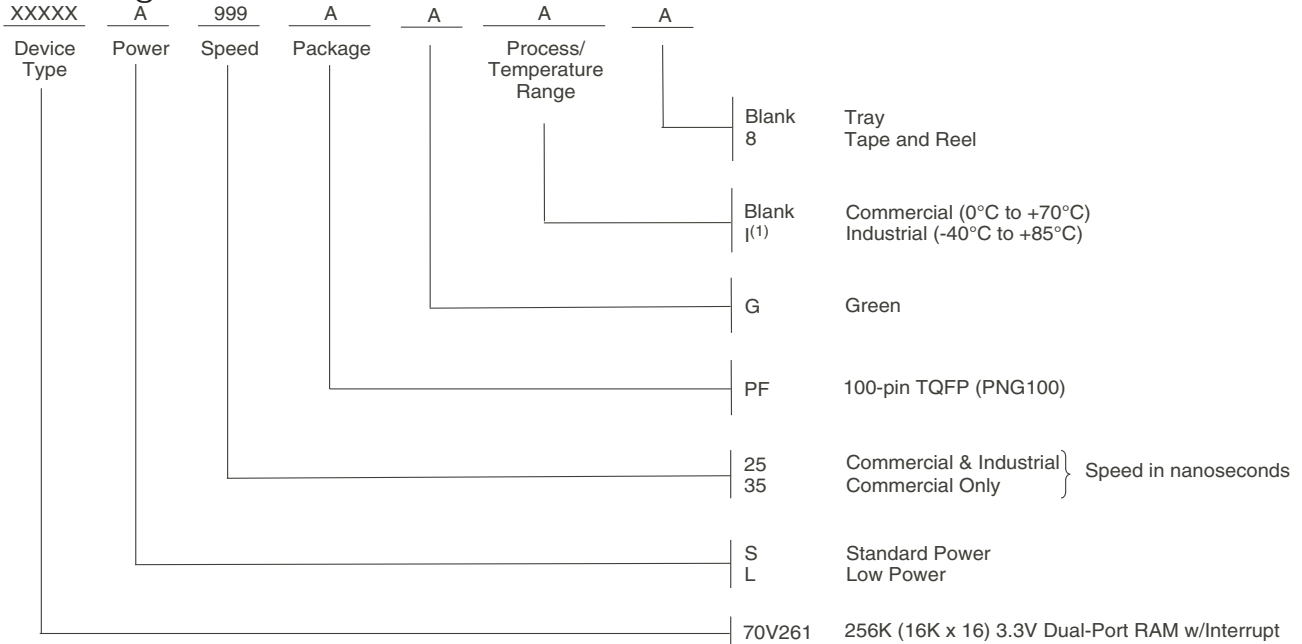 XXXXX A 999 A A A A
Device Type
Power
Speed
Package
Process/
Temperature
Range
Blank Tray
8 Tape and Reel
Blank Commercial (0°C to +70°C)
I(1) Industrial (-40°C to +85°C)
G Green
PF 100-pin TQFP (PNG100)
25 Commercial & Industrial
35 Commercial Only
Speed in nanoseconds
S Standard Power
L Low Power
70V261 256K (16K x 16) 3.3V Dual-Port RAM w/Interrupt